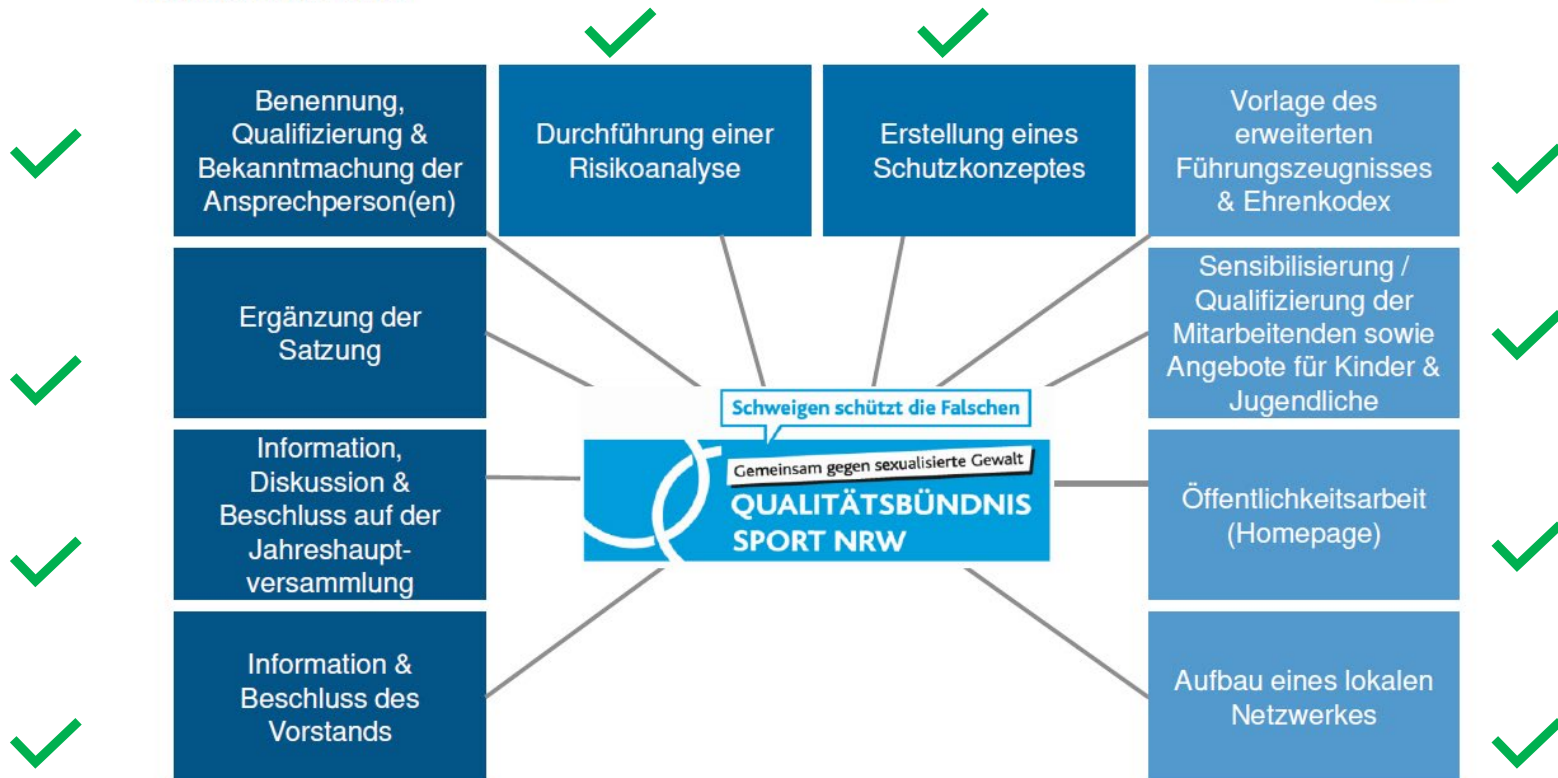 Benennung,
Qualifizierung &
Bekanntmachung der
Ansprechperson(en)
Durchführung einer
Risikoanalyse
Erstellung eines
Schutzkonzeptes
Vorlage des
erweiterten
Führungszeugnisses
& Ehrenkodex
Ergänzung der
Satzung
Sensibilisierung /
Qualifizierung der
Mitarbeitenden sowie
Angebote für Kinder &
Jugendliche
Information,
Diskussion &
Beschluss auf der
Jahreshaupt-
versammlung
Schweigen schützt die Falschen
Gemeinsam gegen sexualisierte Gewalt
QUALITÄTSBÜNDNIS
SPORT NRW
Öffentlichkeitsarbeit
(Homepage)
Information &
Beschluss des
Vorstands
Aufbau eines lokalen
Netzwerkes